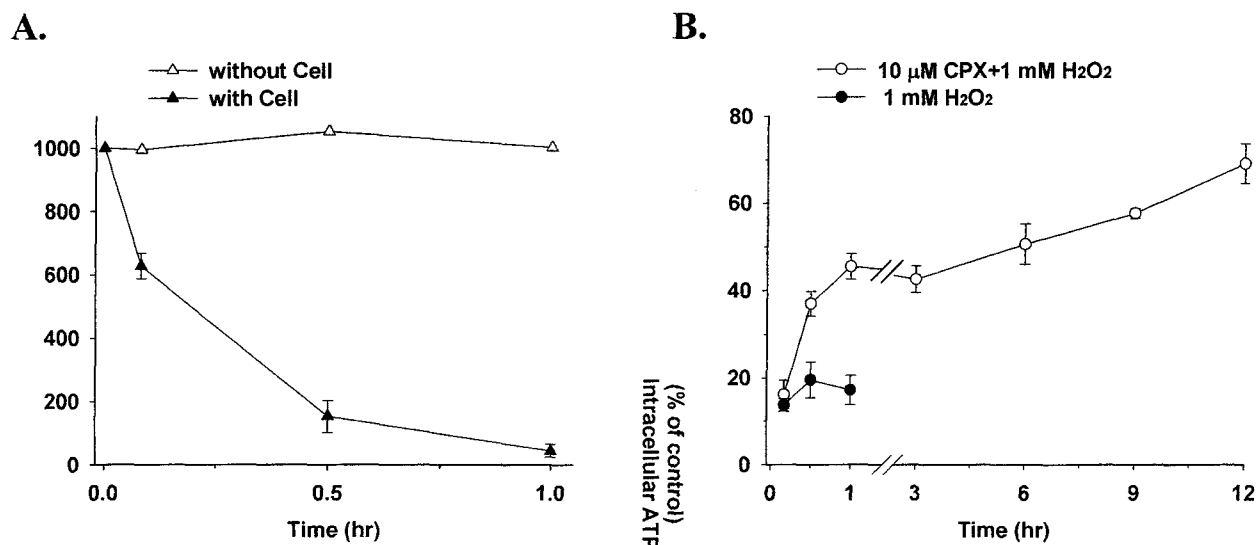 A.
without Cell
with Cell
1000
800
600
400
200
0
0.0
0.5
1.0
Time (hr)
B.
10 µM CPX+1 mM H₂O₂
1 mM H₂O₂
80
60
40
20
0
(% of control)
Intracellular ATP
0
1
3
6
9
12
Time (hr)